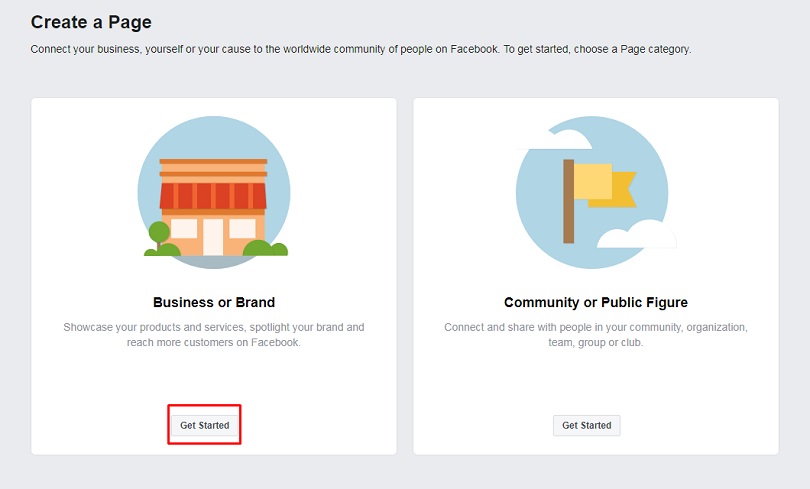 Create a Page
Connect your business, yourself or your cause to the worldwide community of people on Facebook. To get started, choose a Page category.
Business or Brand
Showcase your products and services, spotlight your brand and
reach more customers on Facebook.
Get Started
Community or Public Figure
Connect and share with people in your community, organization,
team, group or club.
Get Started